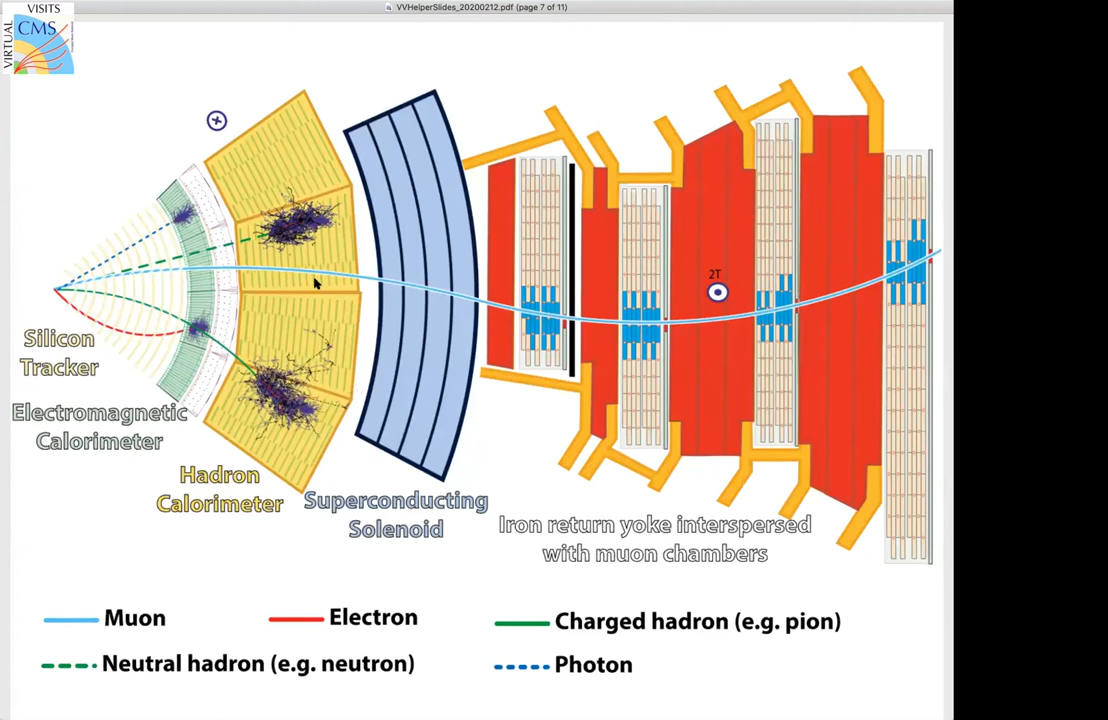 VVHelperSlides_20200212.pdf (page 7 of 11)
VISITS
VIRTUAL
CMS
2T
Silicon
Tracker
Electromagnetic
Calorimeter
Hadron
Calorimeter
Superconducting
Solenoid
Iron return yoke interspersed
with muon chambers
Muon
Electron
Charged hadron (e.g. pion)
Neutral hadron (e.g. neutron)
Photon